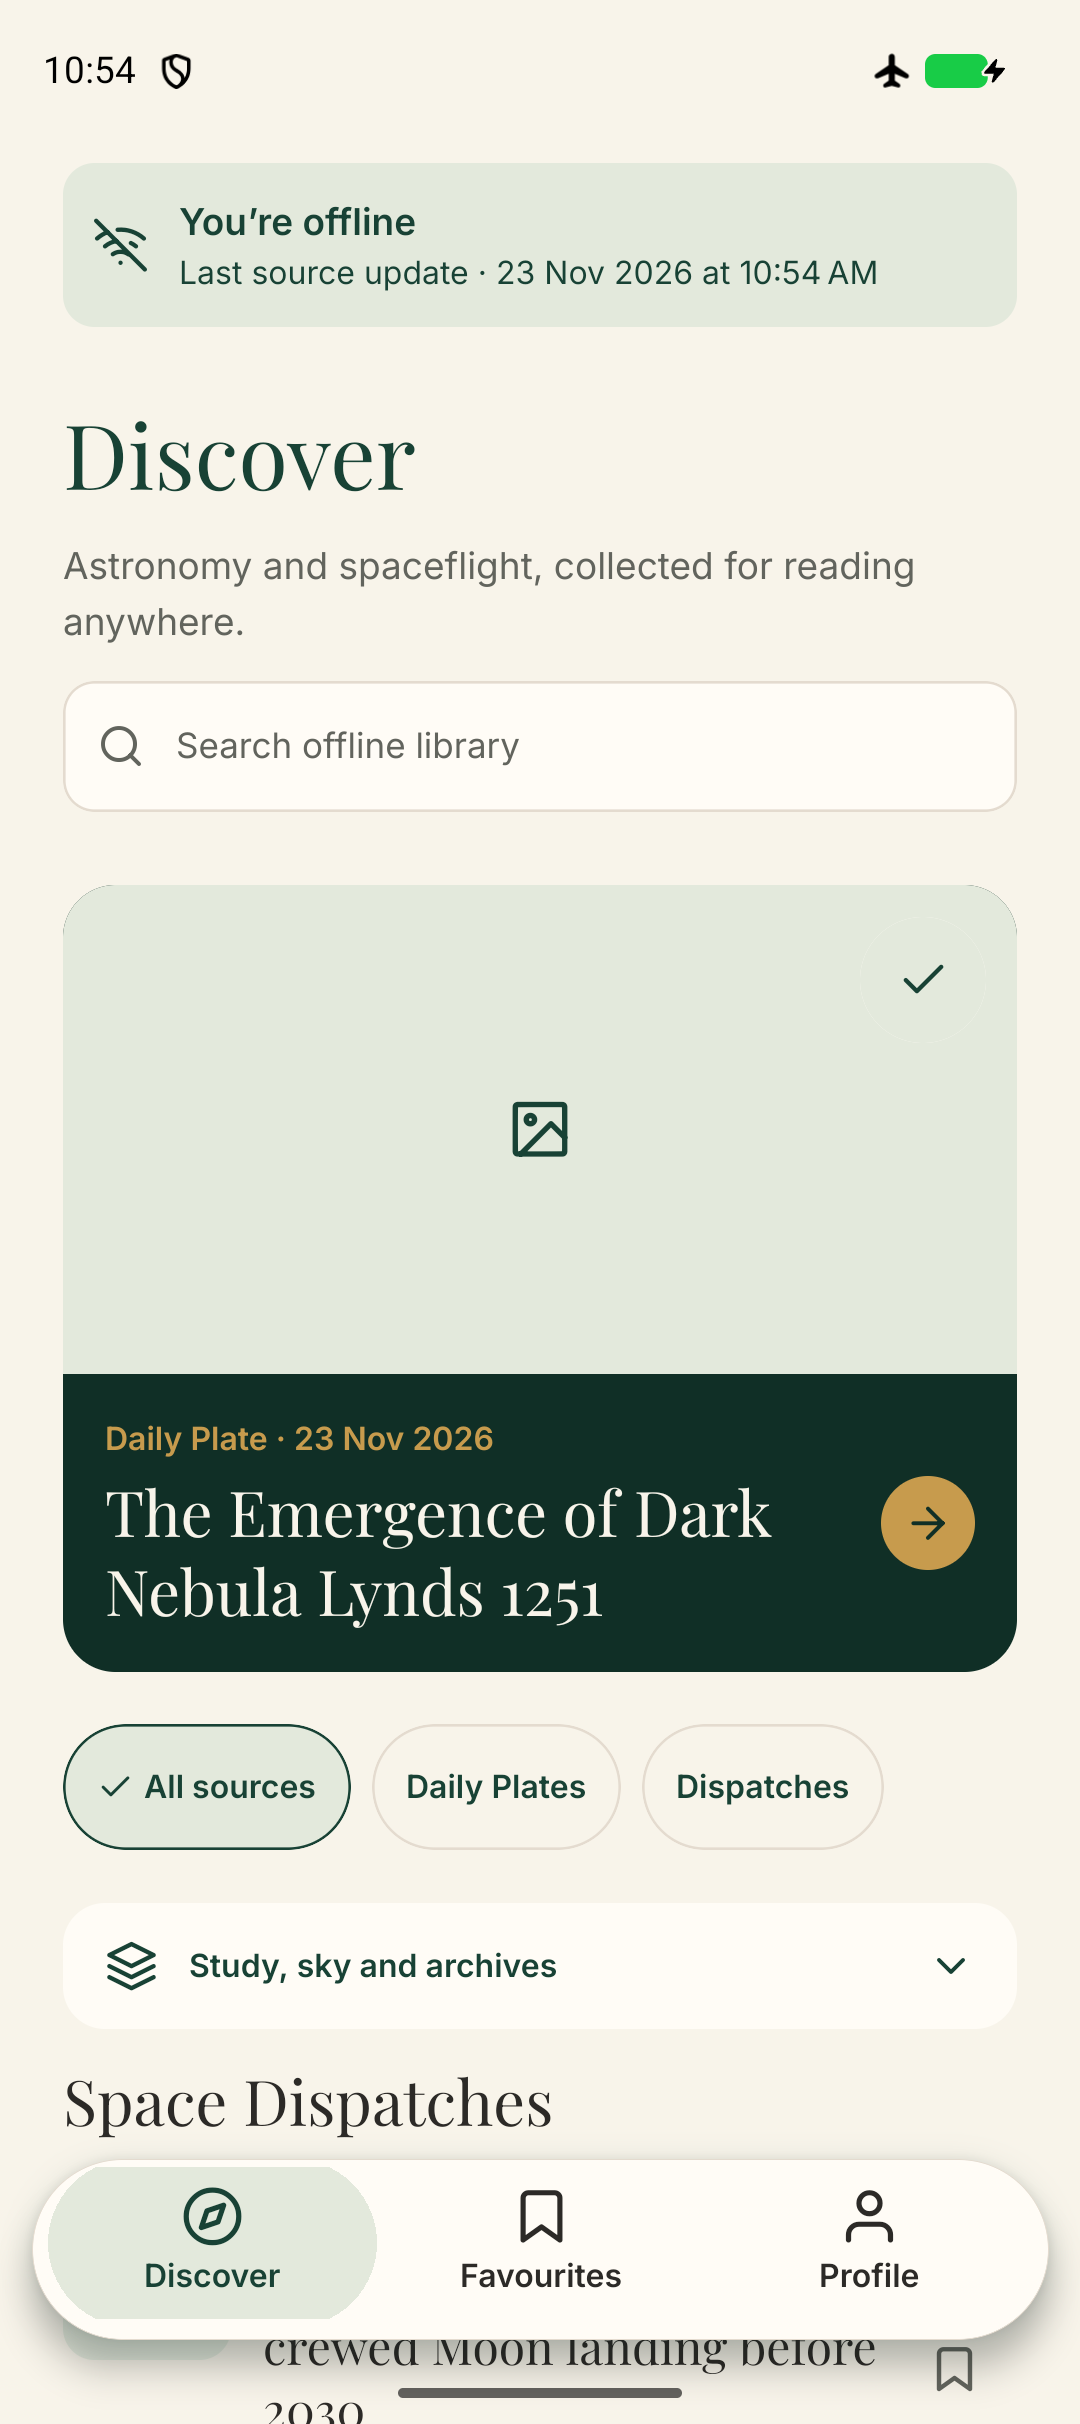 10:54
You’re offline
Last source update · 23 Nov 2026 at 10:54 AM
Discover
Astronomy and spaceflight, collected for reading
anywhere.
Search offline library
Daily Plate · 23 Nov 2026
The Emergence of Dark
Nebula Lynds 1251
All sources
Daily Plates
Dispatches
Study, sky and archives
Space Dispatches
Discover
Favourites
Profile
crewed Moon landing before
2030